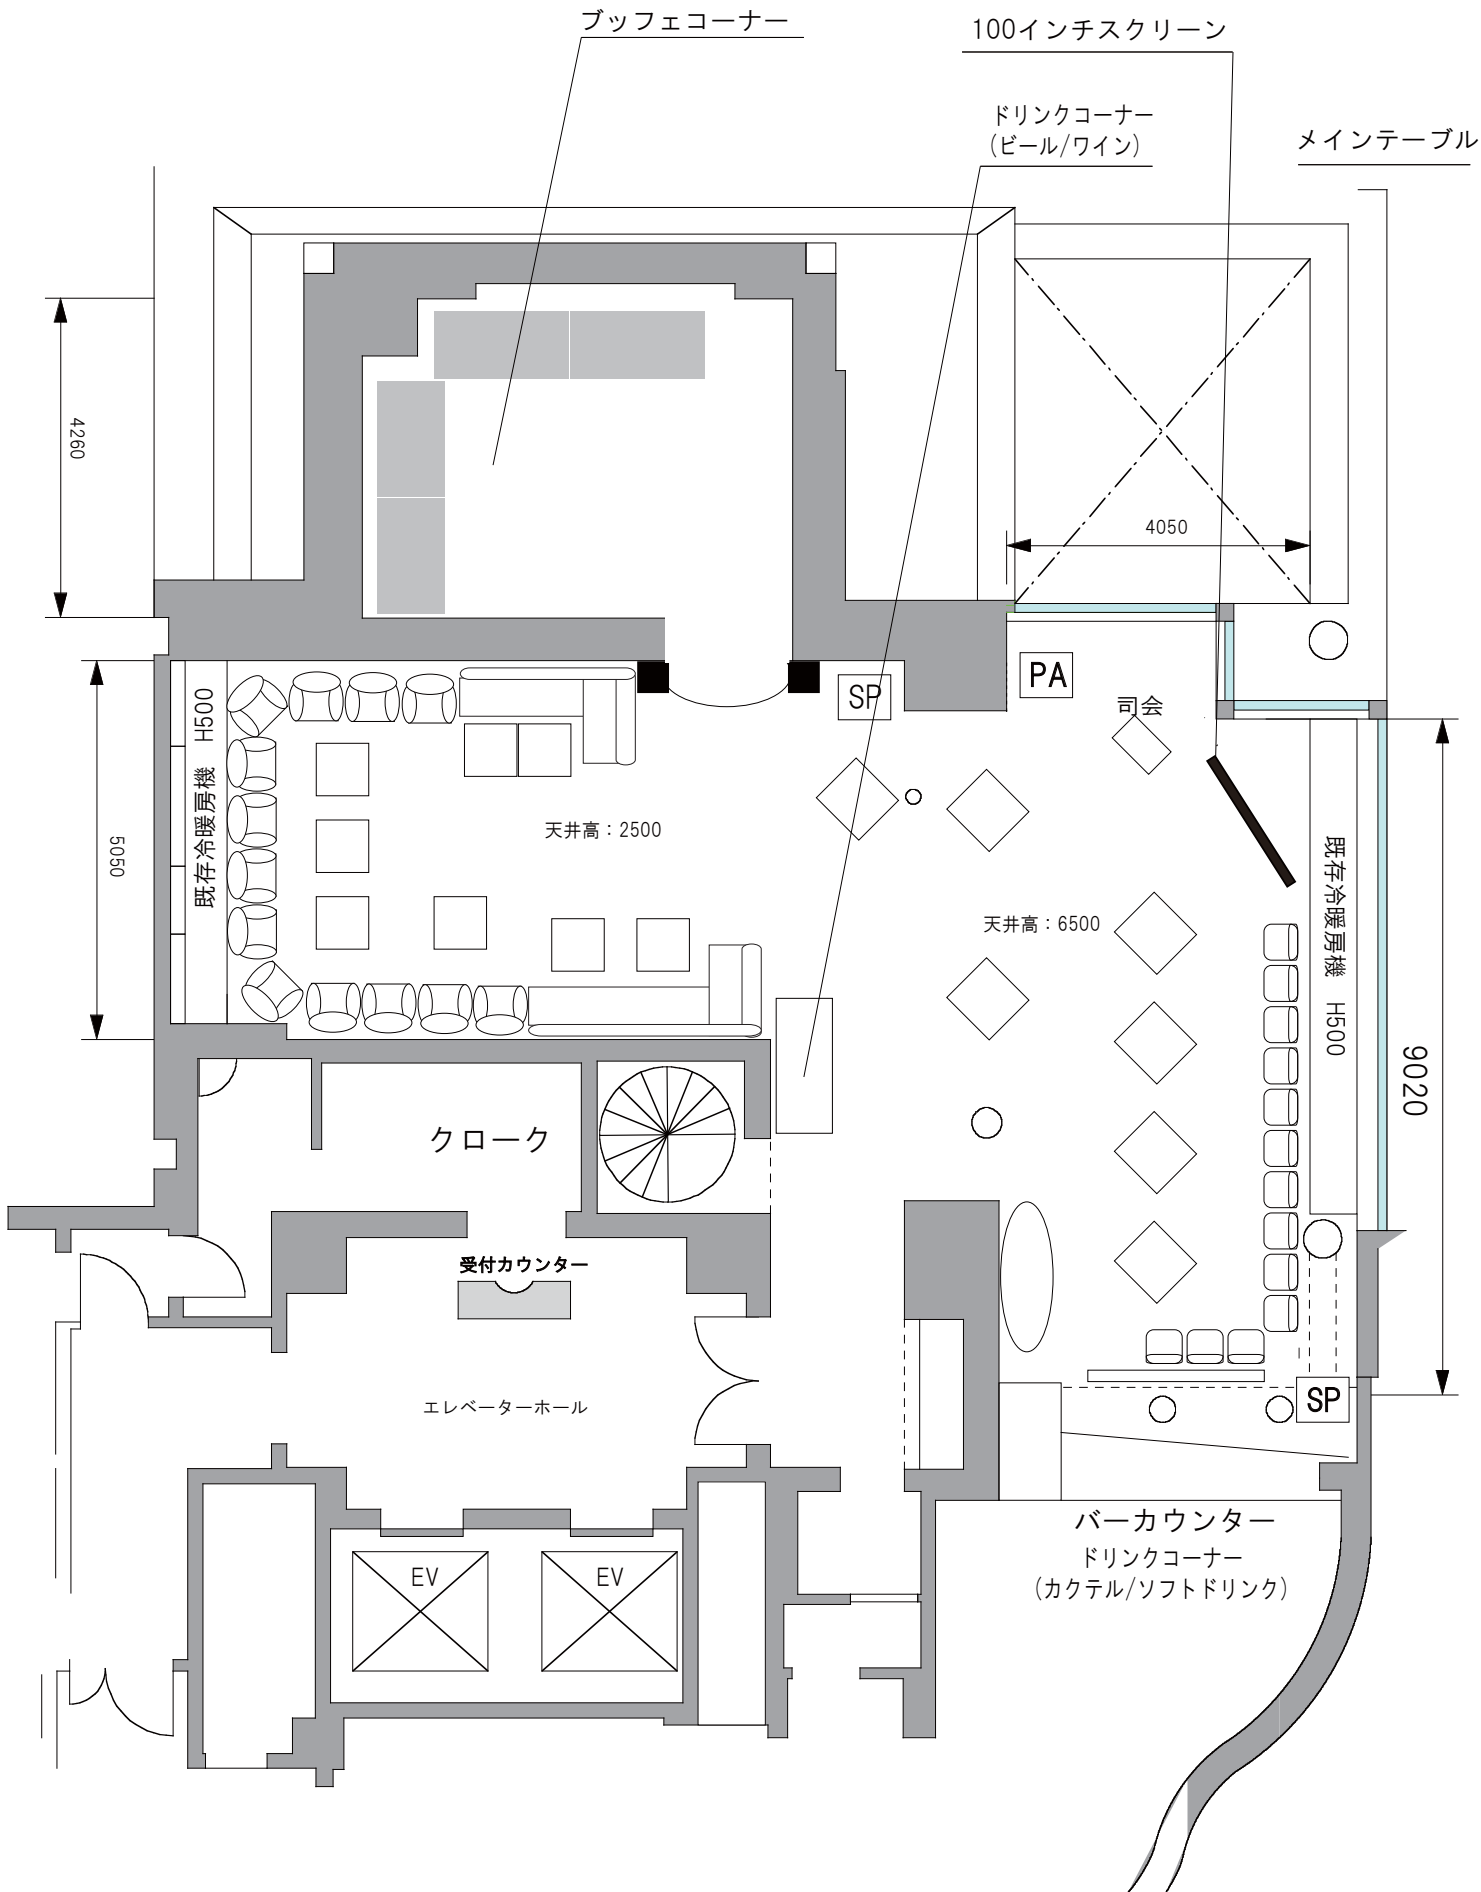 ブッフェコーナー
100インチスクリーン
ドリンクコーナー
(ビール/ワイン)
メインテーブル
4260
4050
PA
SP
司会
既存冷暖房機 H500
天井高：2500
5050
天井高：6500
既存冷暖房機 H500
9020
クローク
受付カウンター
エレベーターホール
SP
バーカウンター
ドリンクコーナー
(カクテル/ソフトドリンク)
EV
EV